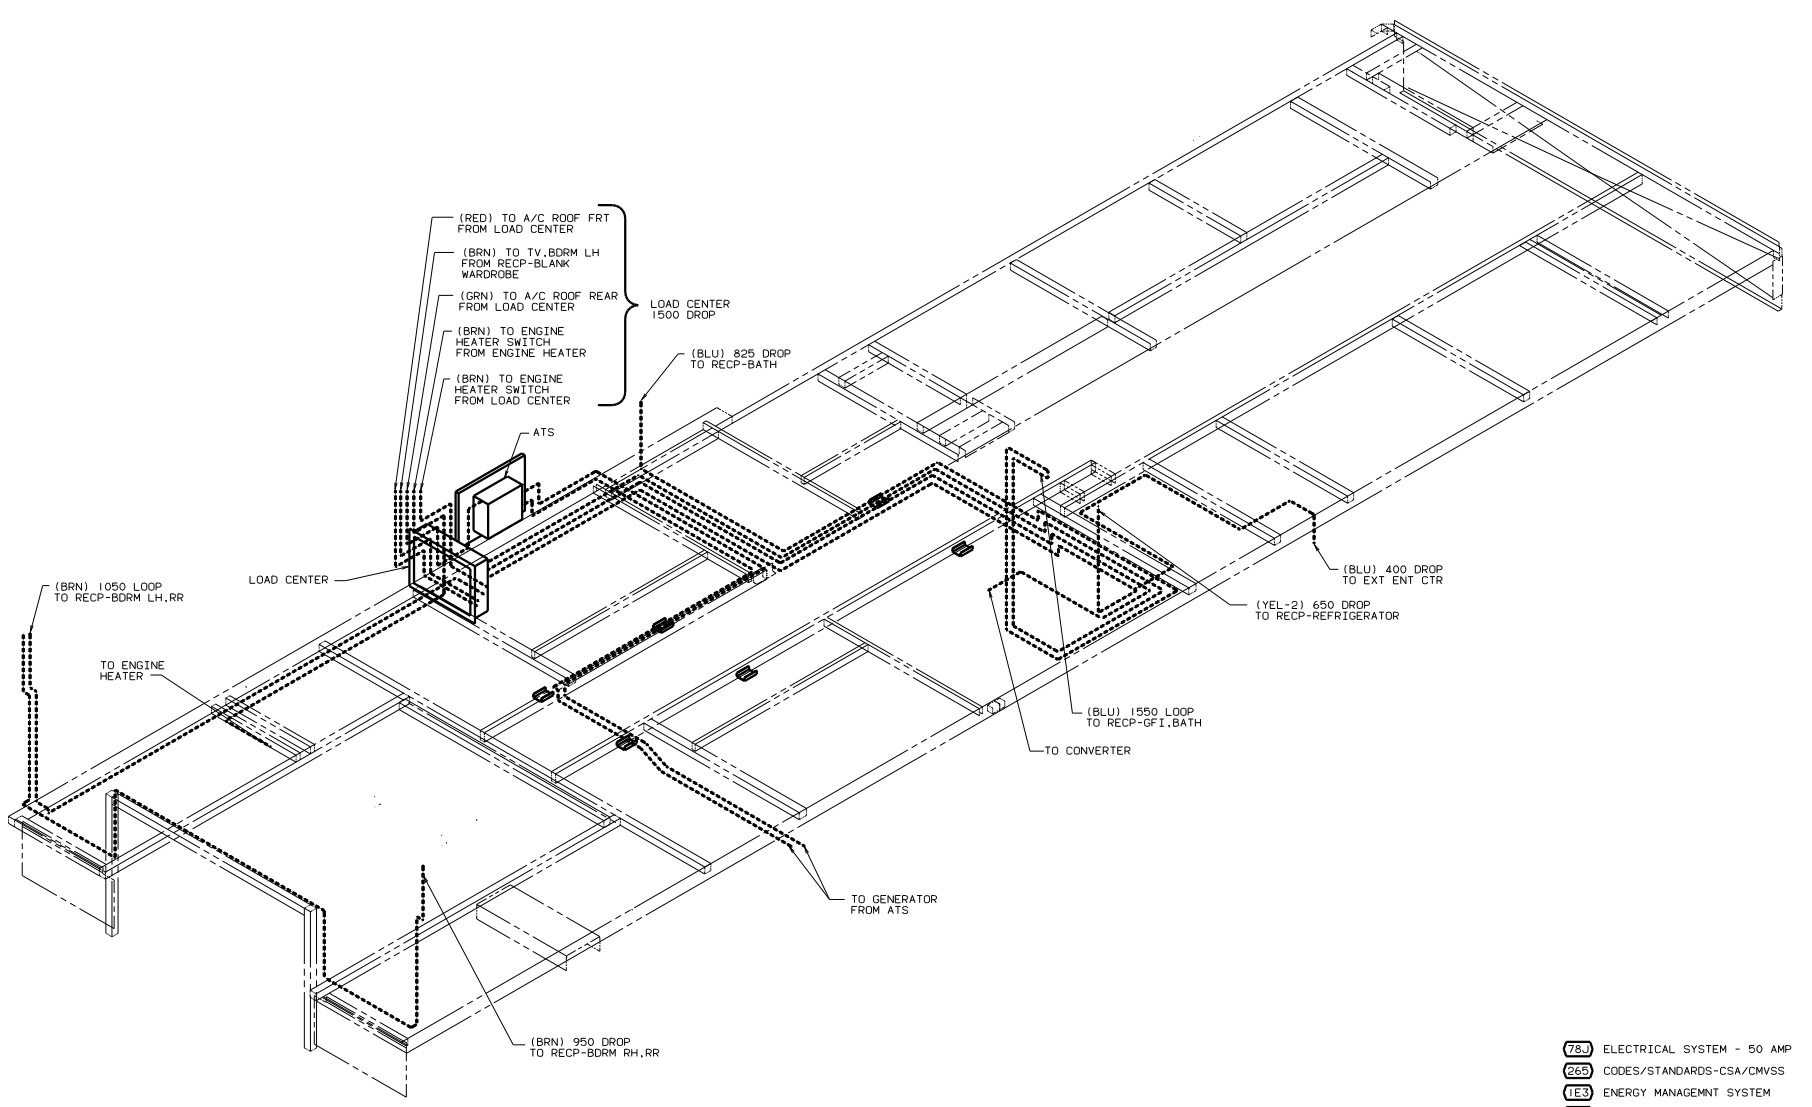 (RED) TO A/C ROOF FRT
FROM LOAD CENTER
(BRN) TO TV,BDRM LH
FROM RECP-BLANK
WARDROBE
(GRN) TO A/C ROOF REAR
FROM LOAD CENTER
(BRN) TO ENGINE
HEATER SWITCH
FROM ENGINE HEATER
(BRN) TO ENGINE
HEATER SWITCH
FROM LOAD CENTER
LOAD CENTER
1500 DROP
(BLU) 825 DROP
TO RECP-BATH
ATS
LOAD CENTER
(BRN) 1050 LOOP
TO RECP-BDRM LH,RR
TO ENGINE
HEATER
(BLU) 400 DROP
TO EXT ENT CTR
(YEL-2) 650 DROP
TO RECP-REFRIGERATOR
(BLU) 1550 LOOP
TO RECP-GFI,BATH
TO CONVERTER
TO GENERATOR
FROM ATS
(BRN) 950 DROP
TO RECP-BDRM RH,RR
78J ELECTRICAL SYSTEM - 50 AMP
265 CODES/STANDARDS-CSA/CMVSS
1E3 ENERGY MANAGEMNT SYSTEM